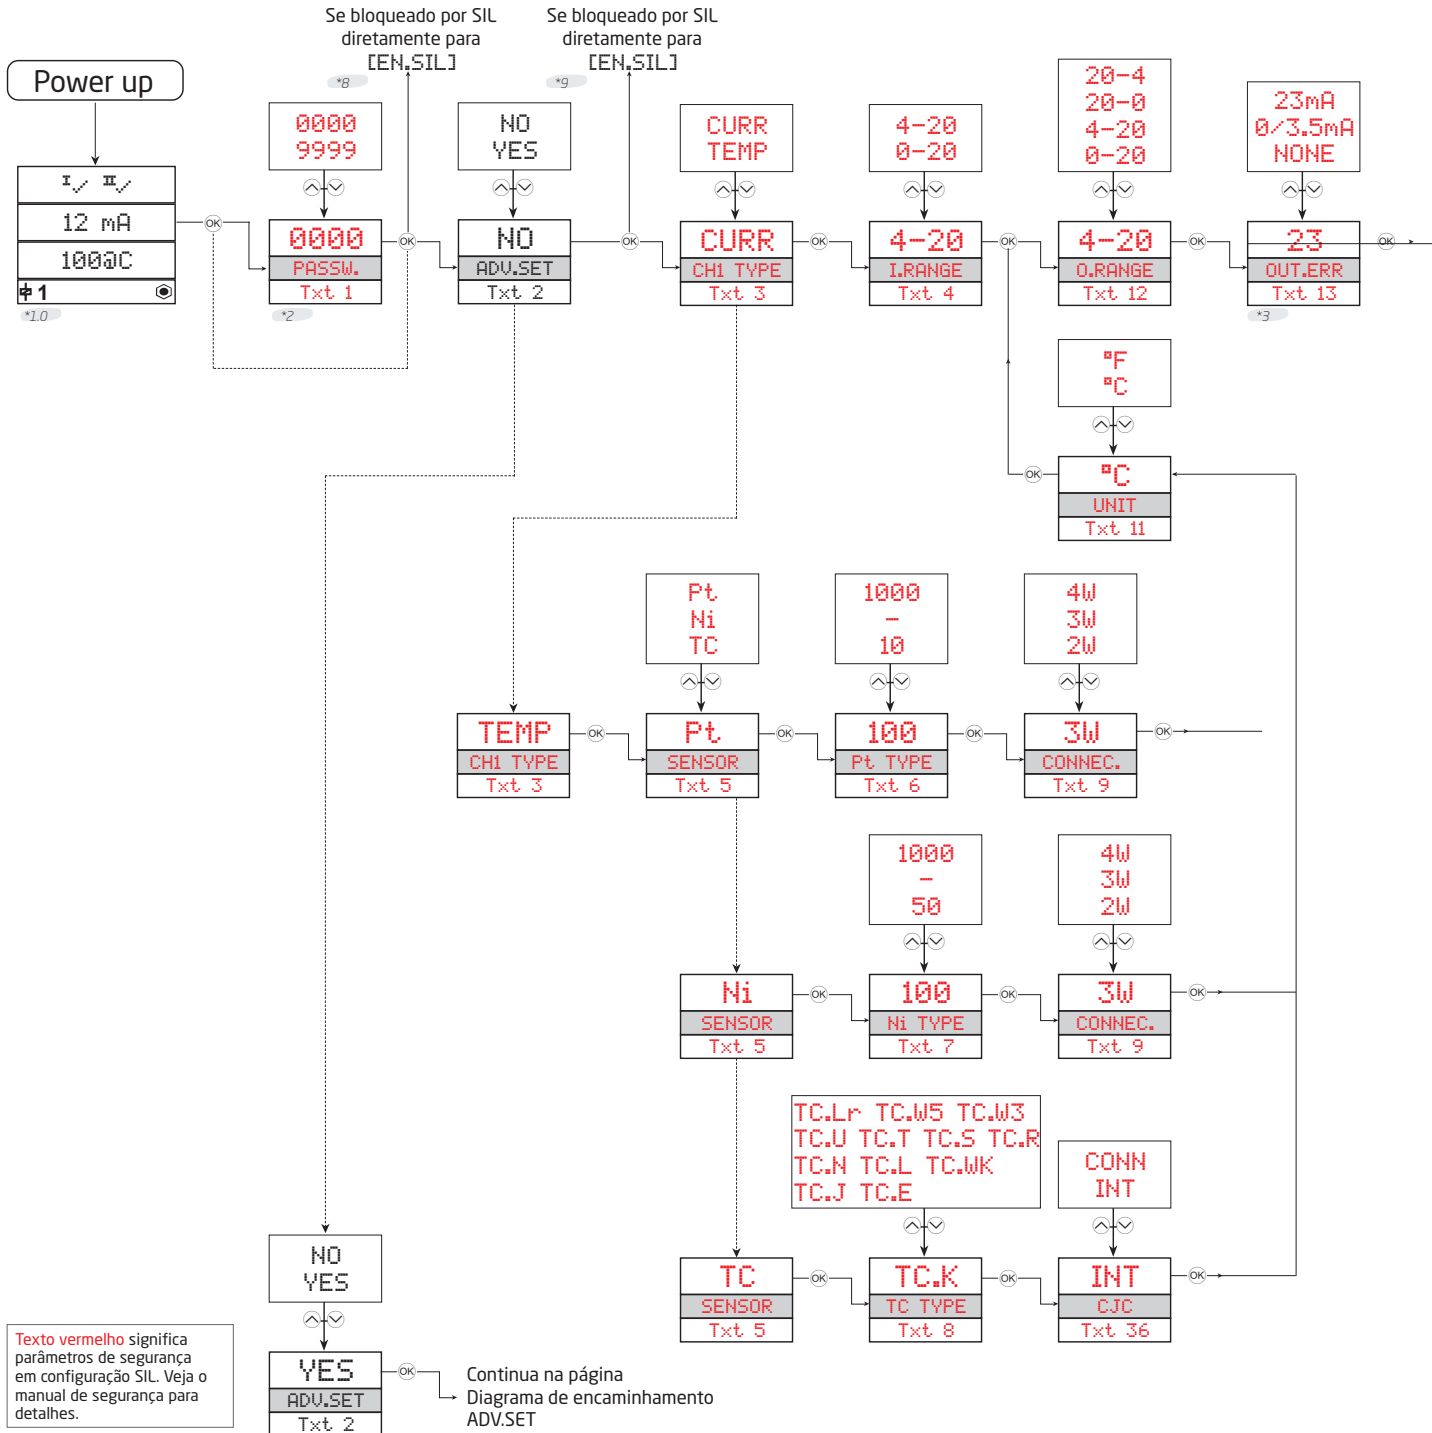 Se bloqueado por SIL
diretamente para
[EN.SIL]
Se bloqueado por SIL
diretamente para
[EN.SIL]
Power up
*8
*9
0000
9999
NO
YES
CURR
TEMP
4-20
0-20
20-4
20-0
4-20
0-20
23mA
0/3.5mA
NONE
I II
12 mA
100@C
1
*1.0
OK
0000
PASSW.
Txt 1
*2
OK
NO
ADV.SET
Txt 2
OK
CURR
CH1 TYPE
Txt 3
OK
4-20
I.RANGE
Txt 4
OK
4-20
O.RANGE
Txt 12
OK
23
OUT.ERR
Txt 13
*3
OK
°F
°C
OK
°C
UNIT
Txt 11
Pt
Ni
TC
1000
-
10
4W
3W
2W
TEMP
CH1 TYPE
Txt 3
OK
Pt
SENSOR
Txt 5
OK
100
Pt TYPE
Txt 6
OK
3W
CONNEC.
Txt 9
OK
1000
-
50
4W
3W
2W
Ni
SENSOR
Txt 5
OK
100
Ni TYPE
Txt 7
OK
3W
CONNEC.
Txt 9
OK
TC.Lr TC.W5 TC.W3
TC.U TC.T TC.S TC.R
TC.N TC.L TC.WK
TC.J TC.E
CONN
INT
TC
SENSOR
Txt 5
OK
TC.K
TC TYPE
Txt 8
OK
INT
CJC
Txt 36
OK
NO
YES
YES
ADV.SET
Txt 2
OK
Continua na página
Diagrama de encaminhamento
ADV.SET
Texto vermelho significa
parâmetros de segurança
em configuração SIL. Veja o
manual de segurança para
detalhes.